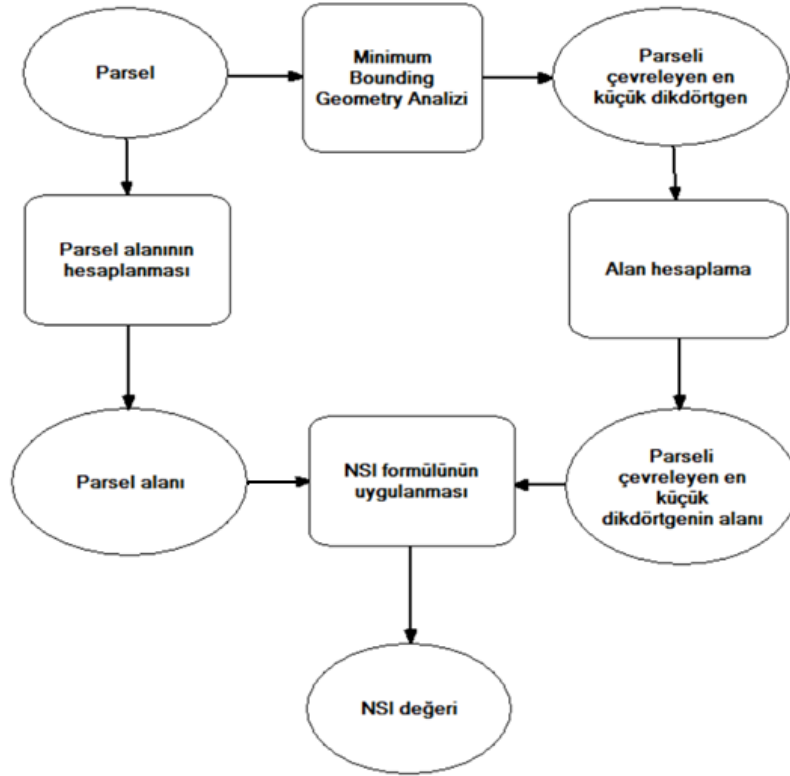 Parsel
Minimum
Bounding
Geometry Analizi
Parseli
çevreleyen en
küçük dikdörtgen
Parsel alanının
hesaplanması
Alan hesaplama
Parsel alanı
NSI formülünün
uygulanması
Parseli
çevreleyen en
küçük
dikdörtgenin alanı
NSI değeri